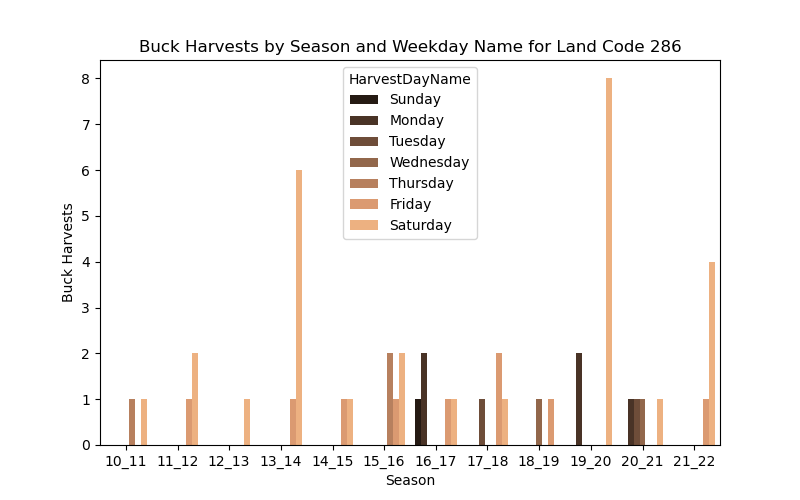 Buck Harvests by Season and Weekday Name for Land Code 286
HarvestDayName
Sunday
Monday
Tuesday
Wednesday
Thursday
Friday
Saturday
Buck Harvests
8
7
6
5
4
3
2
1
0
10_11 11_12 12_13 13_14 14_15 15_16 16_17 17_18 18_19 19_20 20_21 21_22
Season